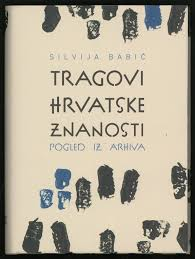 SILVIJA BABIĆ
TRAGOVI
HRVATSKE
ZNANOSTI
POGLED IZ ARHIVA